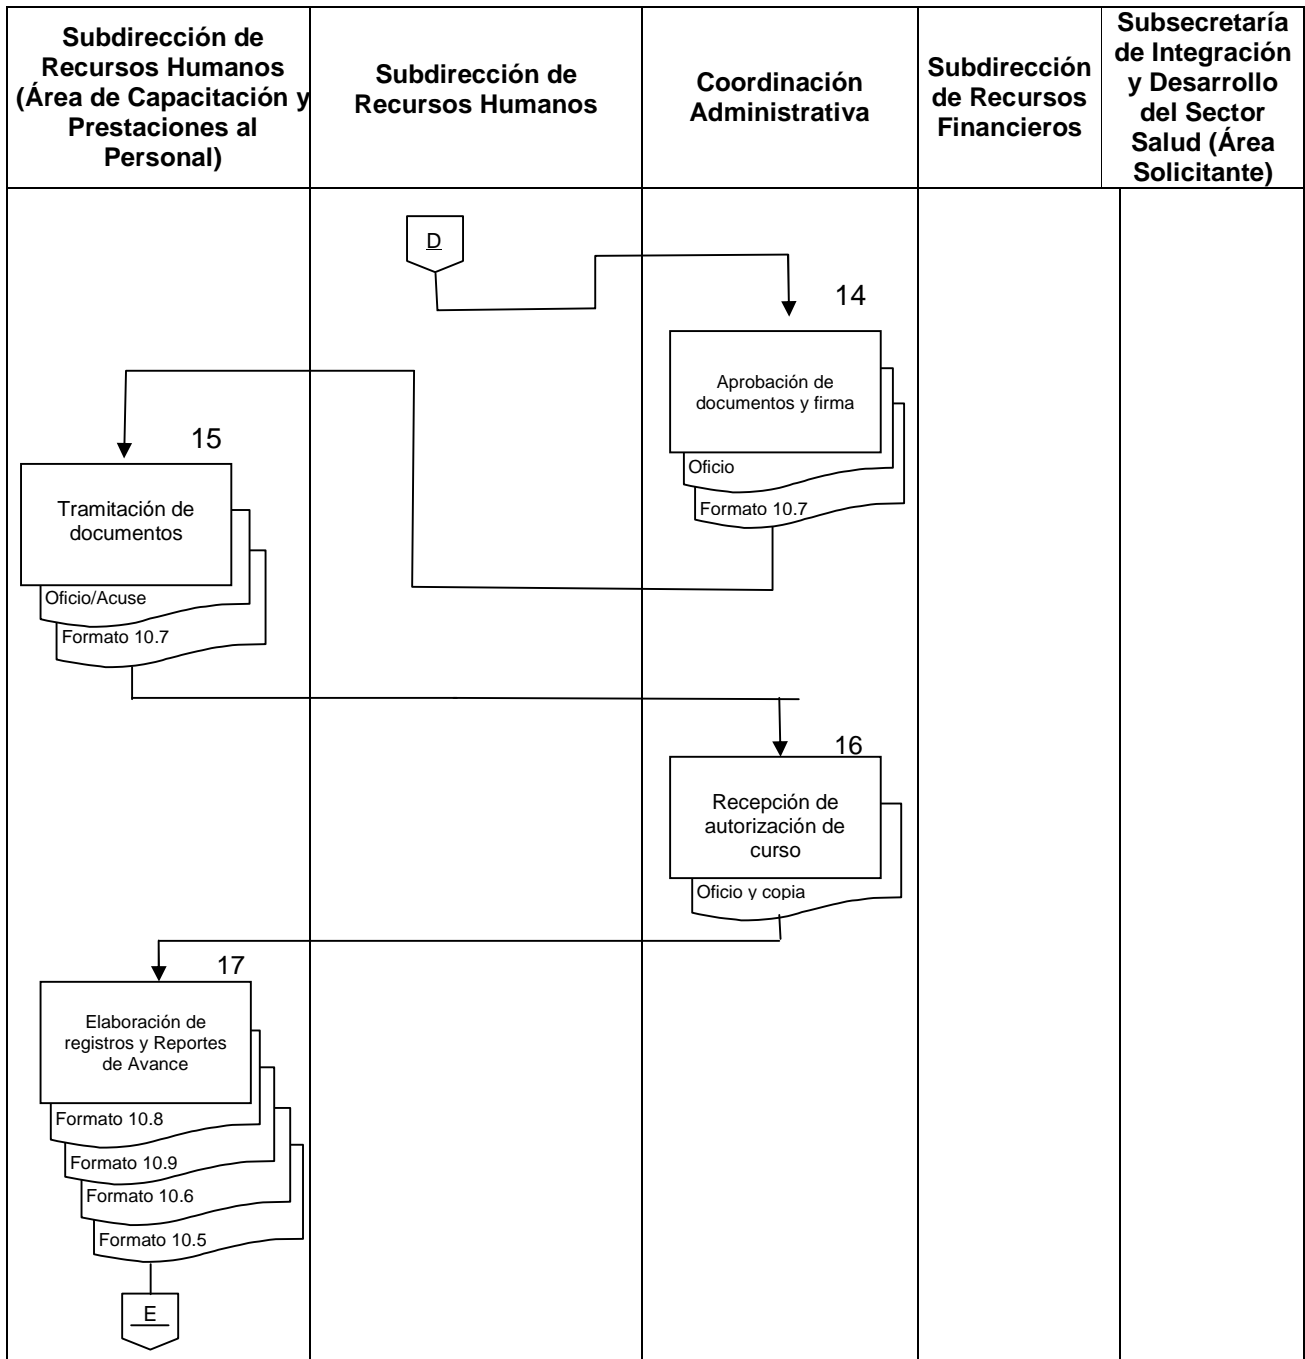 Subdirección de
Recursos Humanos
(Área de Capacitación y
Prestaciones al
Personal)
Subdirección de
Recursos Humanos
Coordinación
Administrativa
Subdirección
de Recursos
Financieros
Subsecretaría
de Integración
y Desarrollo
del Sector
Salud (Área
Solicitante)
D
14
Aprobación de
documentos y firma
Oficio
Formato 10.7
15
Tramitación de
documentos
Oficio/Acuse
Formato 10.7
16
Recepción de
autorización de
curso
Oficio y copia
17
Elaboración de
registros y Reportes
de Avance
Formato 10.8
Formato 10.9
Formato 10.6
Formato 10.5
E